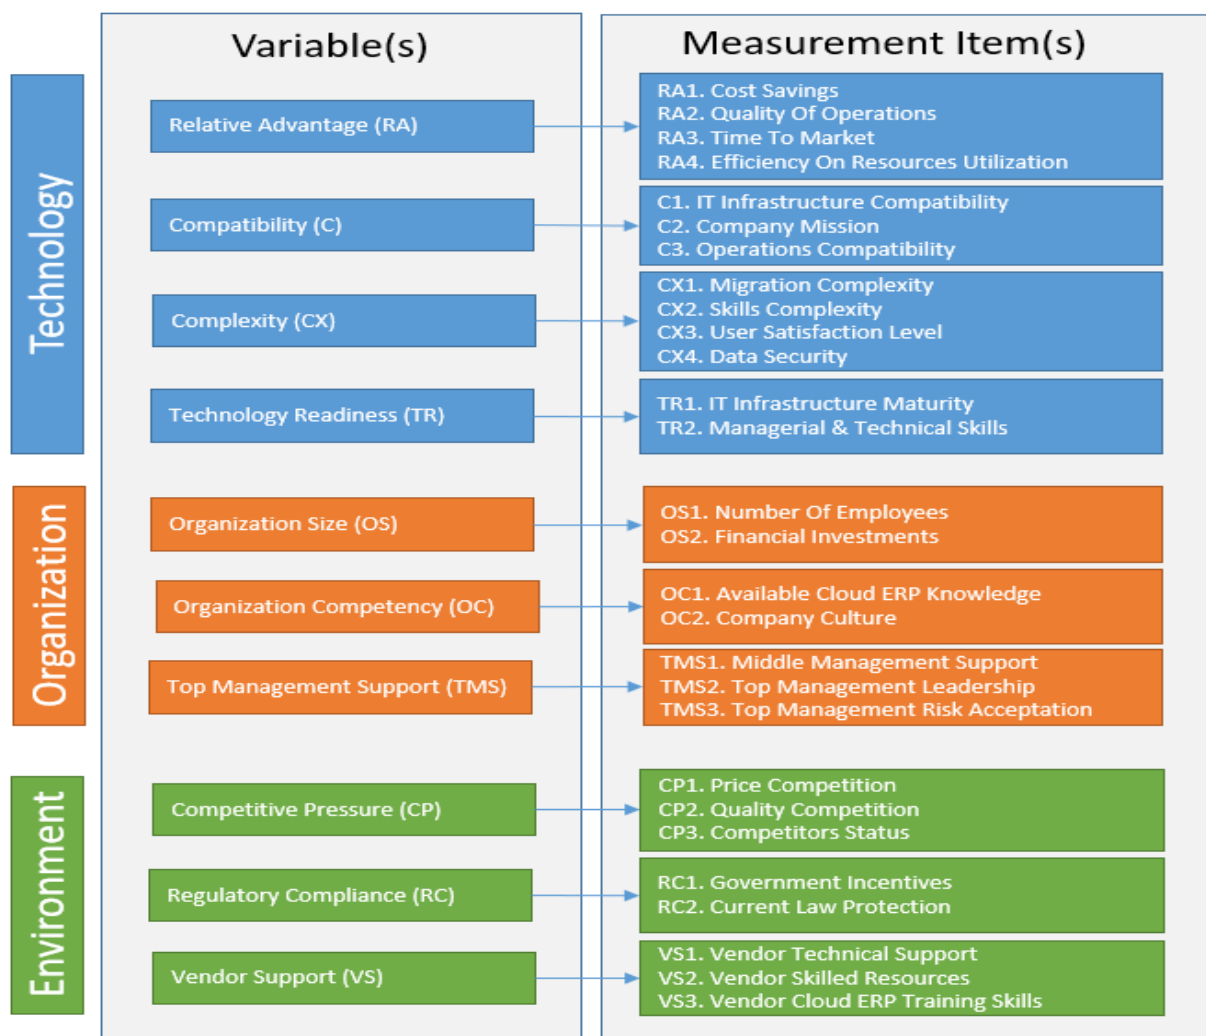 Variable(s)
Measurement Item(s)
Technology
Relative Advantage (RA)
RA1. Cost Savings
RA2. Quality Of Operations
RA3. Time To Market
RA4. Efficiency On Resources Utilization
Compatibility (C)
C1. IT Infrastructure Compatibility
C2. Company Mission
C3. Operations Compatibility
Complexity (CX)
CX1. Migration Complexity
CX2. Skills Complexity
CX3. User Satisfaction Level
CX4. Data Security
Technology Readiness (TR)
TR1. IT Infrastructure Maturity
TR2. Managerial & Technical Skills
Organization
Organization Size (OS)
OS1. Number Of Employees
OS2. Financial Investments
Organization Competency (OC)
OC1. Available Cloud ERP Knowledge
OC2. Company Culture
Top Management Support (TMS)
TMS1. Middle Management Support
TMS2. Top Management Leadership
TMS3. Top Management Risk Acceptation
Environment
Competitive Pressure (CP)
CP1. Price Competition
CP2. Quality Competition
CP3. Competitors Status
Regulatory Compliance (RC)
RC1. Government Incentives
RC2. Current Law Protection
Vendor Support (VS)
VS1. Vendor Technical Support
VS2. Vendor Skilled Resources
VS3. Vendor Cloud ERP Training Skills